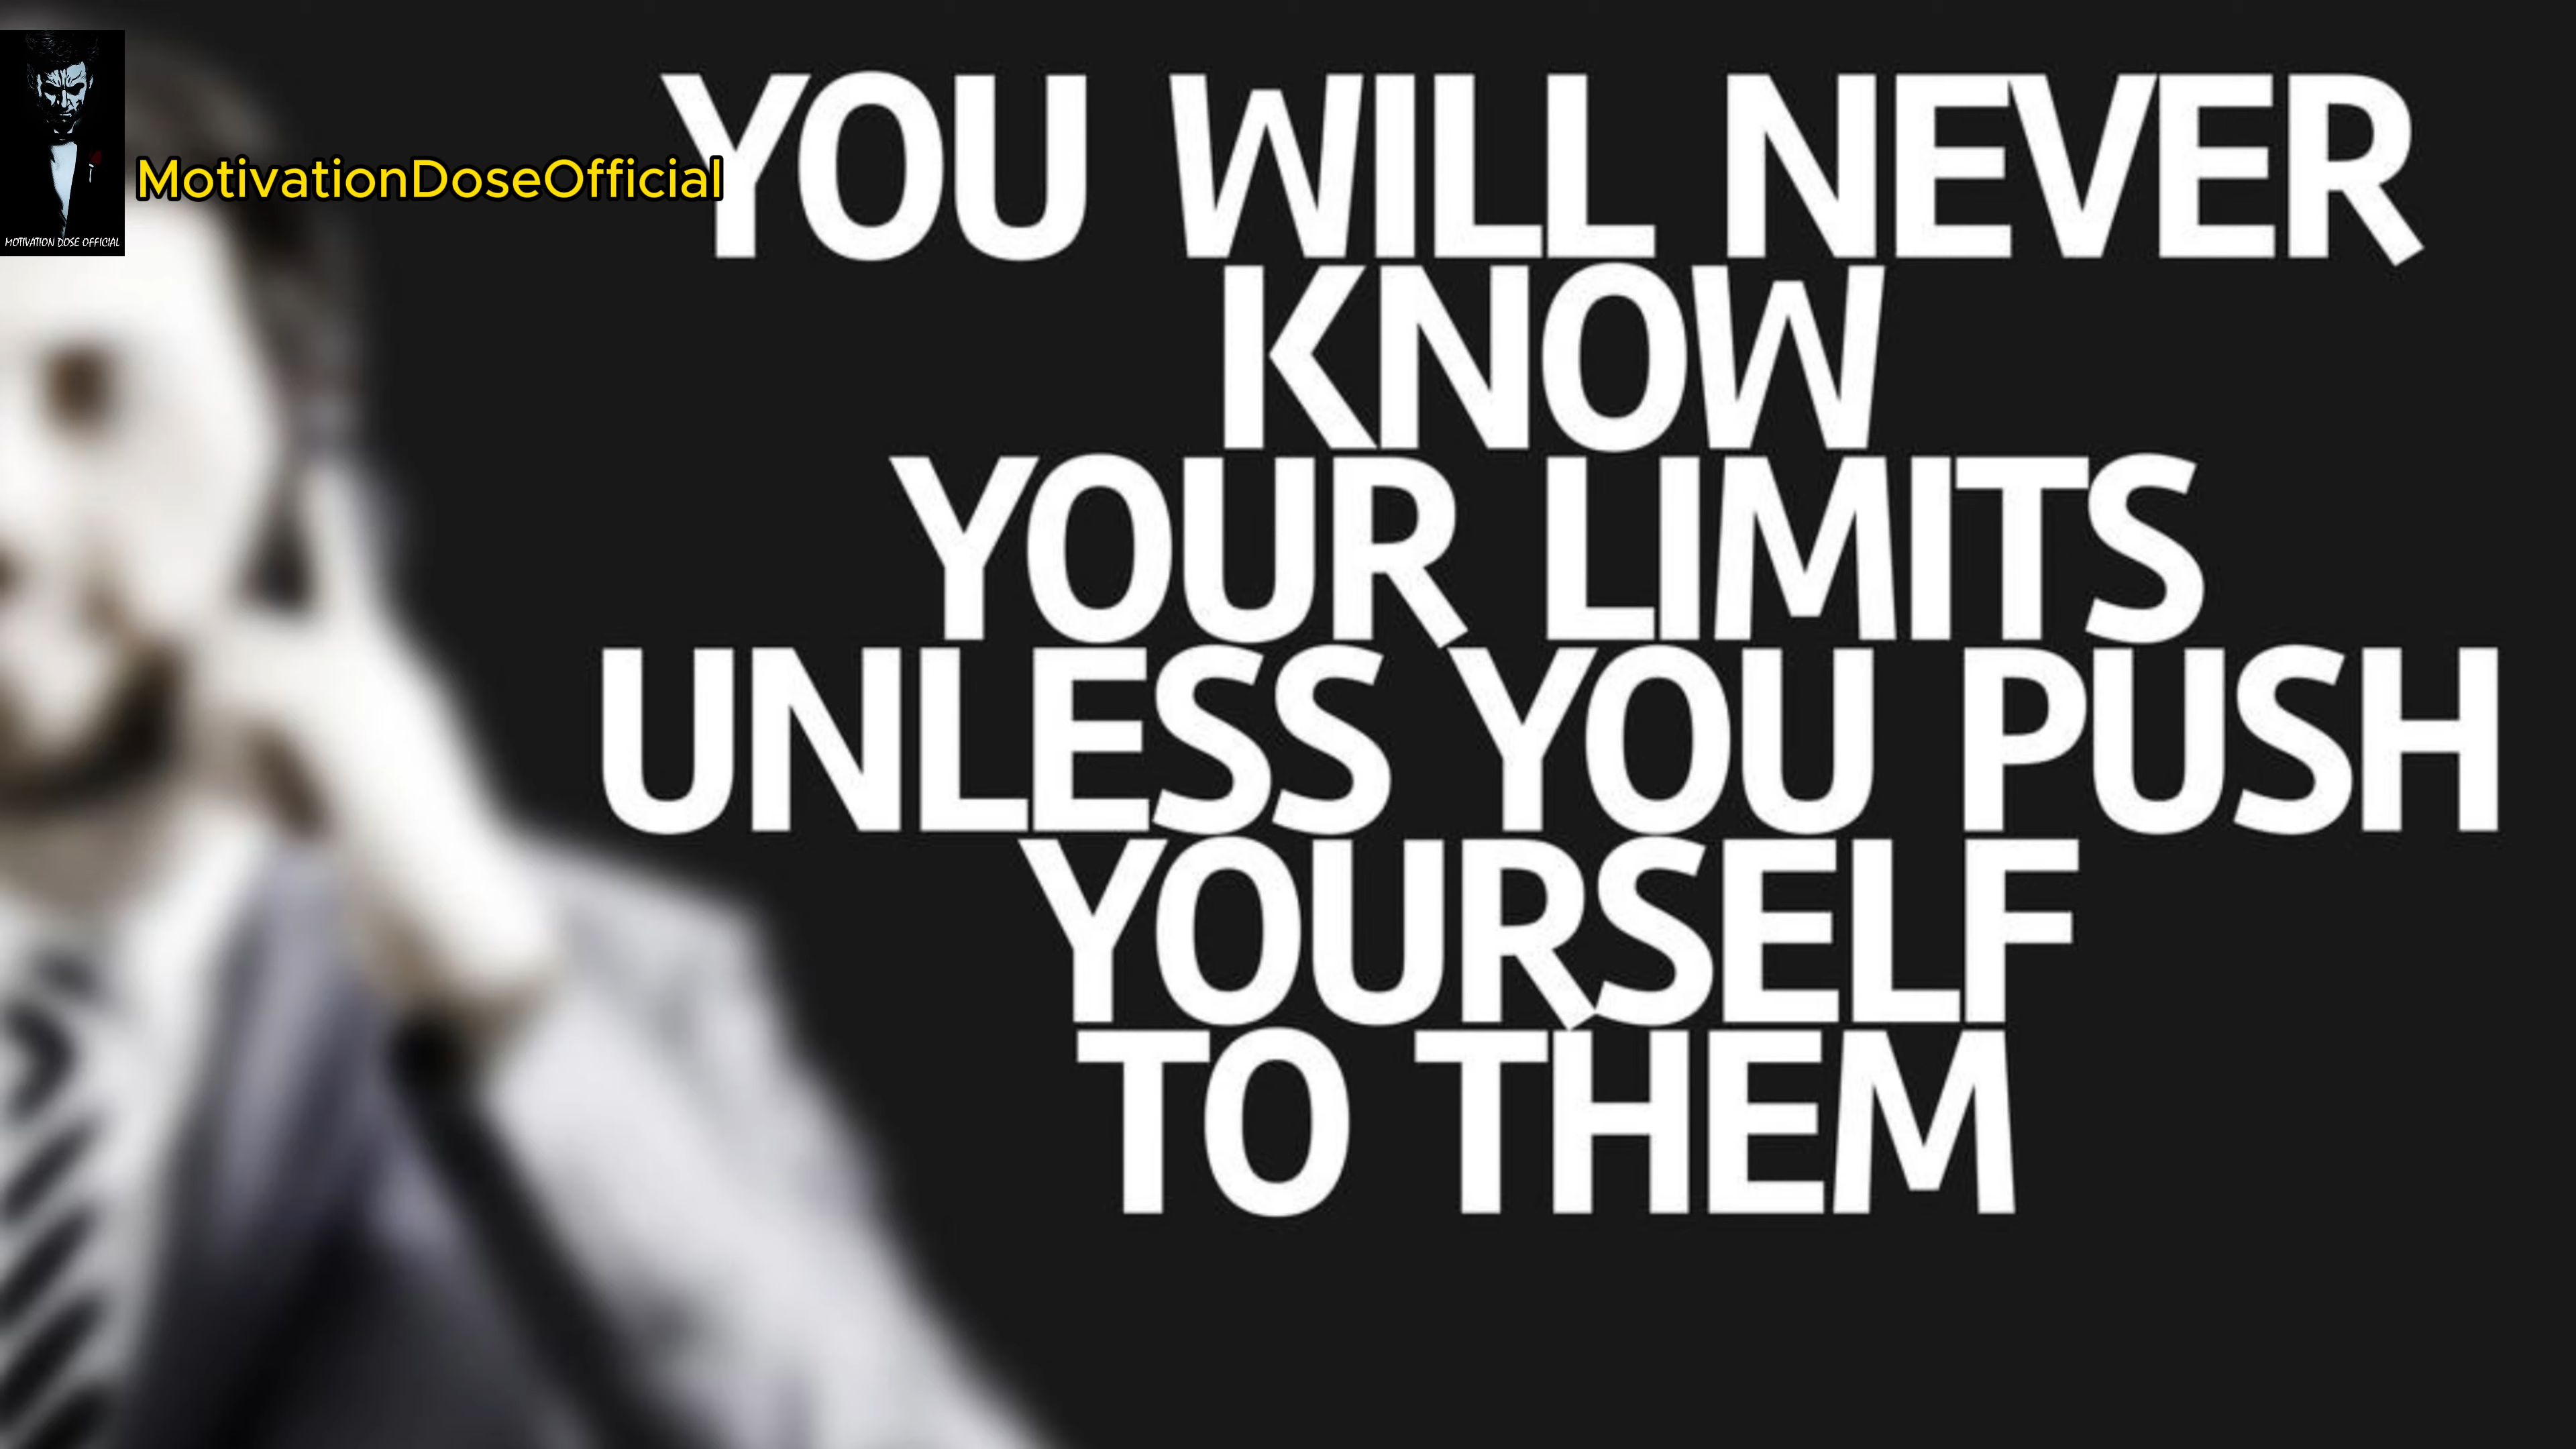 MOTIVATION DOSE OFFICIAL
MotivationDoseOfficial
YOU WILL NEVER
KNOW
YOUR LIMITS
UNLESS YOU PUSH
YOURSELF
TO THEM